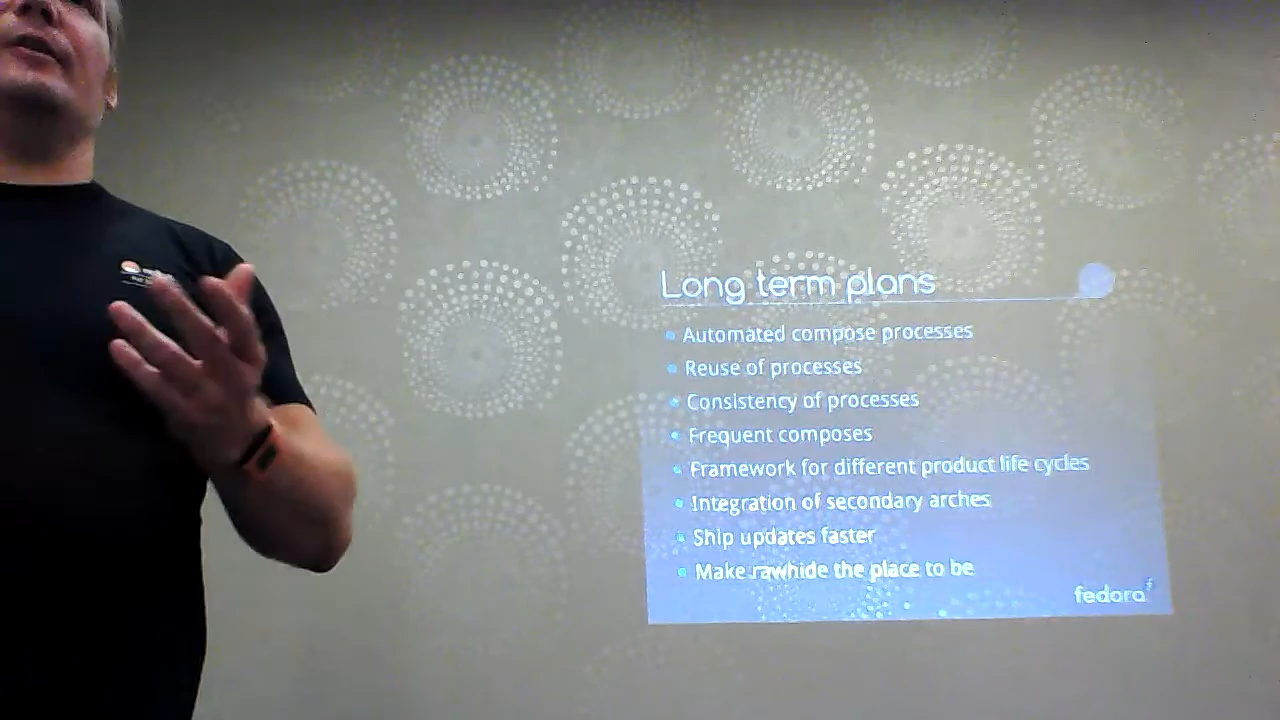 Long term plans
Automated compose processes
Reuse of processes
Consistency of processes
Frequent composes
Framework for different product life cycles
Integration of secondary arches
Ship updates faster
Make rawhide the place to be
fedora